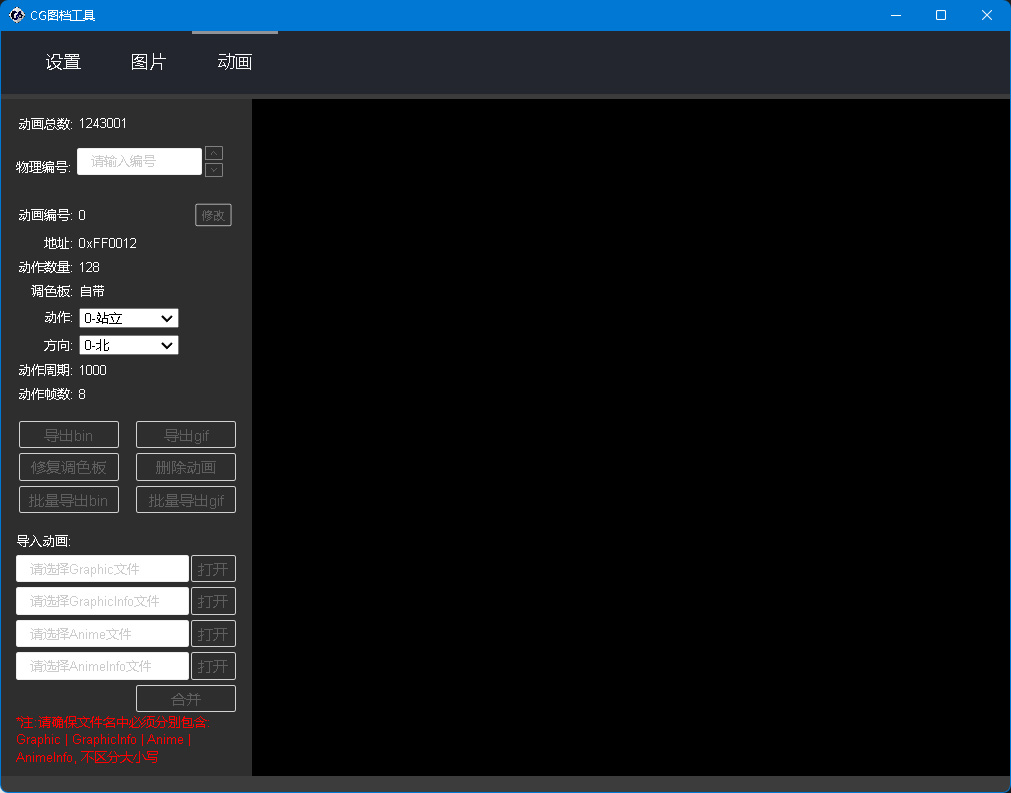 CG图档工具
设置 图片 动画
动画总数: 1243001
物理编号: 请输入编号
动画编号: 0 修改
地址: 0xFF0012
动作数量: 128
调色板: 自带
动作: 0-站立
方向: 0-北
动作周期: 1000
动作帧数: 8
导出bin 导出gif
修复调色板 删除动画
批量导出bin 批量导出gif
导入动画:
请选择Graphic文件 打开
请选择GraphicInfo文件 打开
请选择Anime文件 打开
请选择AnimeInfo文件 打开
合并
*注:请确保文件名中必须分别包含:
Graphic | GraphicInfo | Anime |
AnimeInfo, 不区分大小写